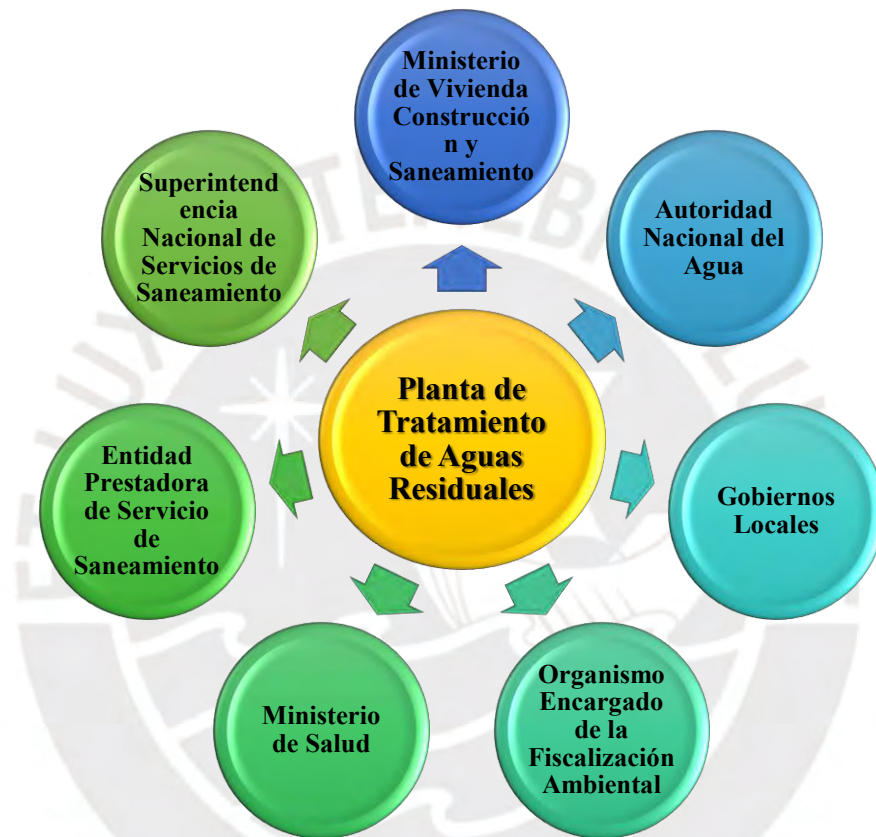 Ministerio
de Vivienda
Construcció
n y
Saneamiento
Autoridad
Nacional del
Agua
Gobiernos
Locales
Organismo
Encargado
de la
Fiscalización
Ambiental
Ministerio
de Salud
Entidad
Prestadora
de Servicio
de
Saneamiento
Superintend
encia
Nacional de
Servicios de
Saneamiento
Planta de
Tratamiento
de Aguas
Residuales